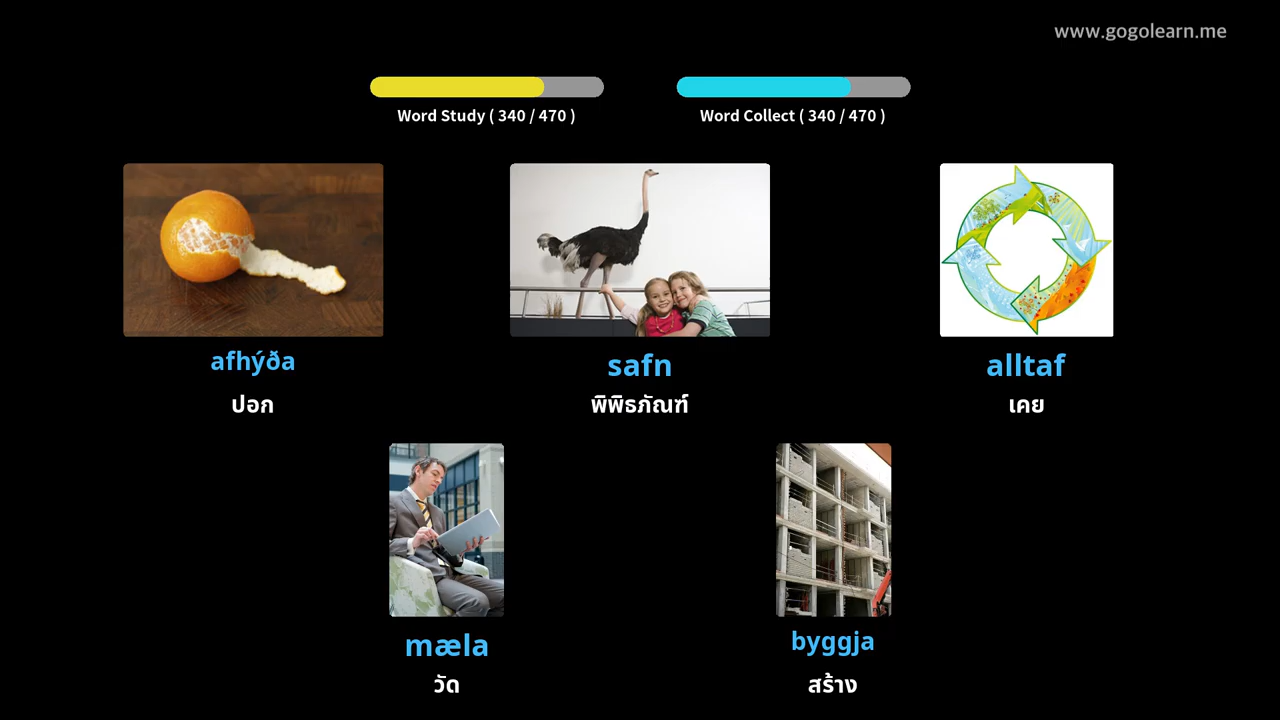 www.gogolearn.me
Word Study ( 340 / 470 )
Word Collect ( 340 / 470 )
afhýða
safn
alltaf
ปอก
พิพิธภัณฑ์
เคย
mæla
byggja
วัด
สร้าง